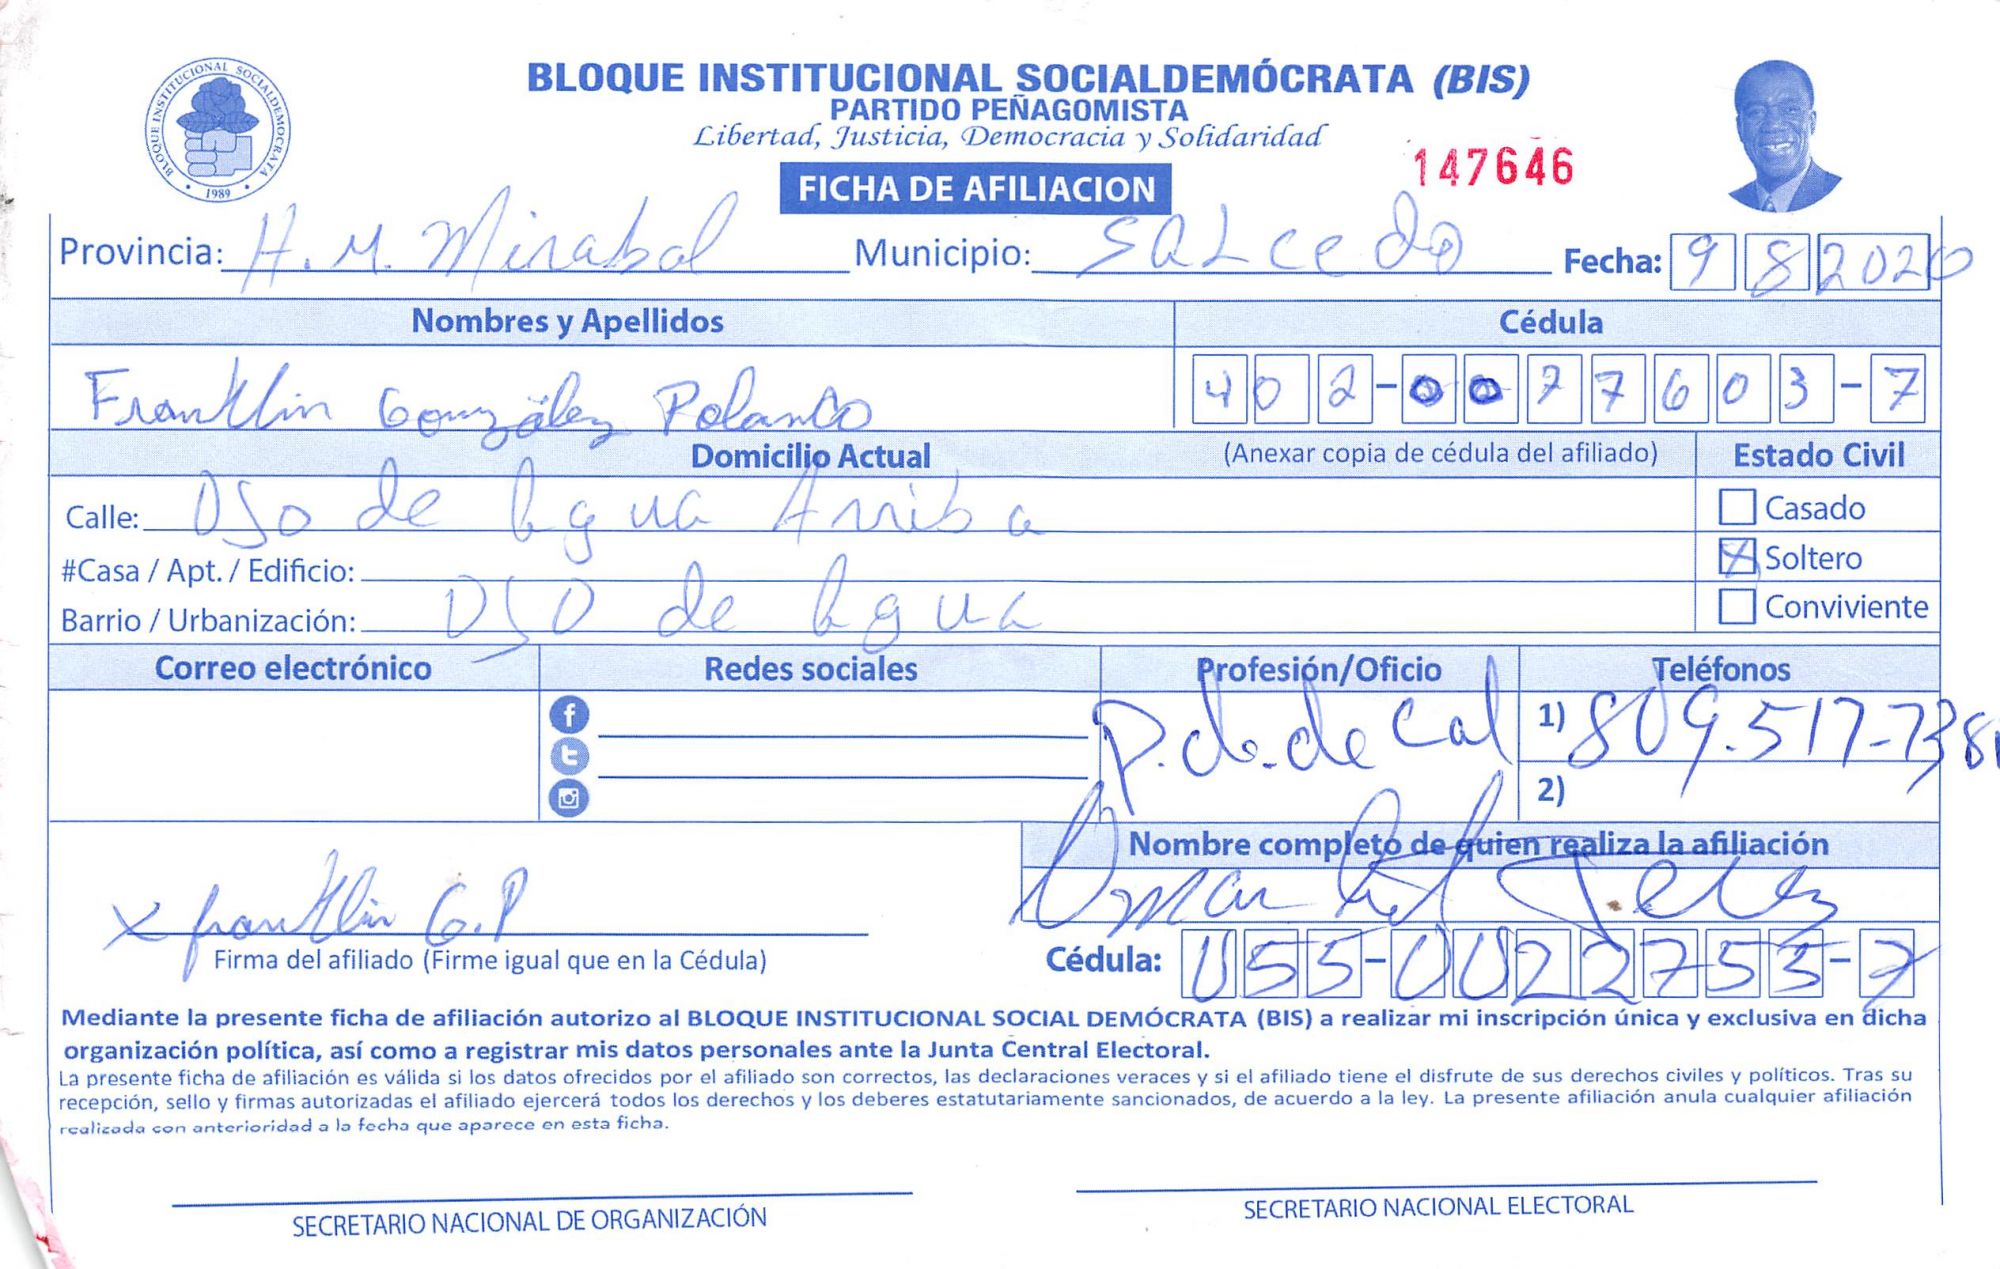 BLOQUE INSTITUCIONAL SOCIALDEMOCRATA
1989
BLOQUE INSTITUCIONAL SOCIALDEMÓCRATA (BIS)
PARTIDO PEÑAGOMISTA
Libertad, Justicia, Democracia y Solidaridad
147646
FICHA DE AFILIACION
Provincia: H. M. Mirabal Municipio: SALcedo Fecha: 9 8 2020
Nombres y Apellidos Cédula
Franklin González Polanco 402-0077603-7
Domicilio Actual (Anexar copia de cédula del afiliado) Estado Civil
Calle: OJo de Agua Arriba Casado
#Casa / Apt. / Edificio: X Soltero
Barrio / Urbanización: OJO de Agua Conviviente
Correo electrónico Redes sociales Profesión/Oficio Teléfonos
P. de Cal 1) 809.517-738
2)
Nombre completo de quien realiza la afiliación
Omar Perez
X Franklin G.P
Firma del afiliado (Firme igual que en la Cédula) Cédula: 055-0022753-7
Mediante la presente ficha de afiliación autorizo al BLOQUE INSTITUCIONAL SOCIAL DEMÓCRATA (BIS) a realizar mi inscripción única y exclusiva en dicha
organización política, así como a registrar mis datos personales ante la Junta Central Electoral.
La presente ficha de afiliación es válida si los datos ofrecidos por el afiliado son correctos, las declaraciones veraces y si el afiliado tiene el disfrute de sus derechos civiles y políticos. Tras su
recepción, sello y firmas autorizadas el afiliado ejercerá todos los derechos y los deberes estatutariamente sancionados, de acuerdo a la ley. La presente afiliación anula cualquier afiliación
realizada con anterioridad a la fecha que aparece en esta ficha.
SECRETARIO NACIONAL DE ORGANIZACIÓN SECRETARIO NACIONAL ELECTORAL